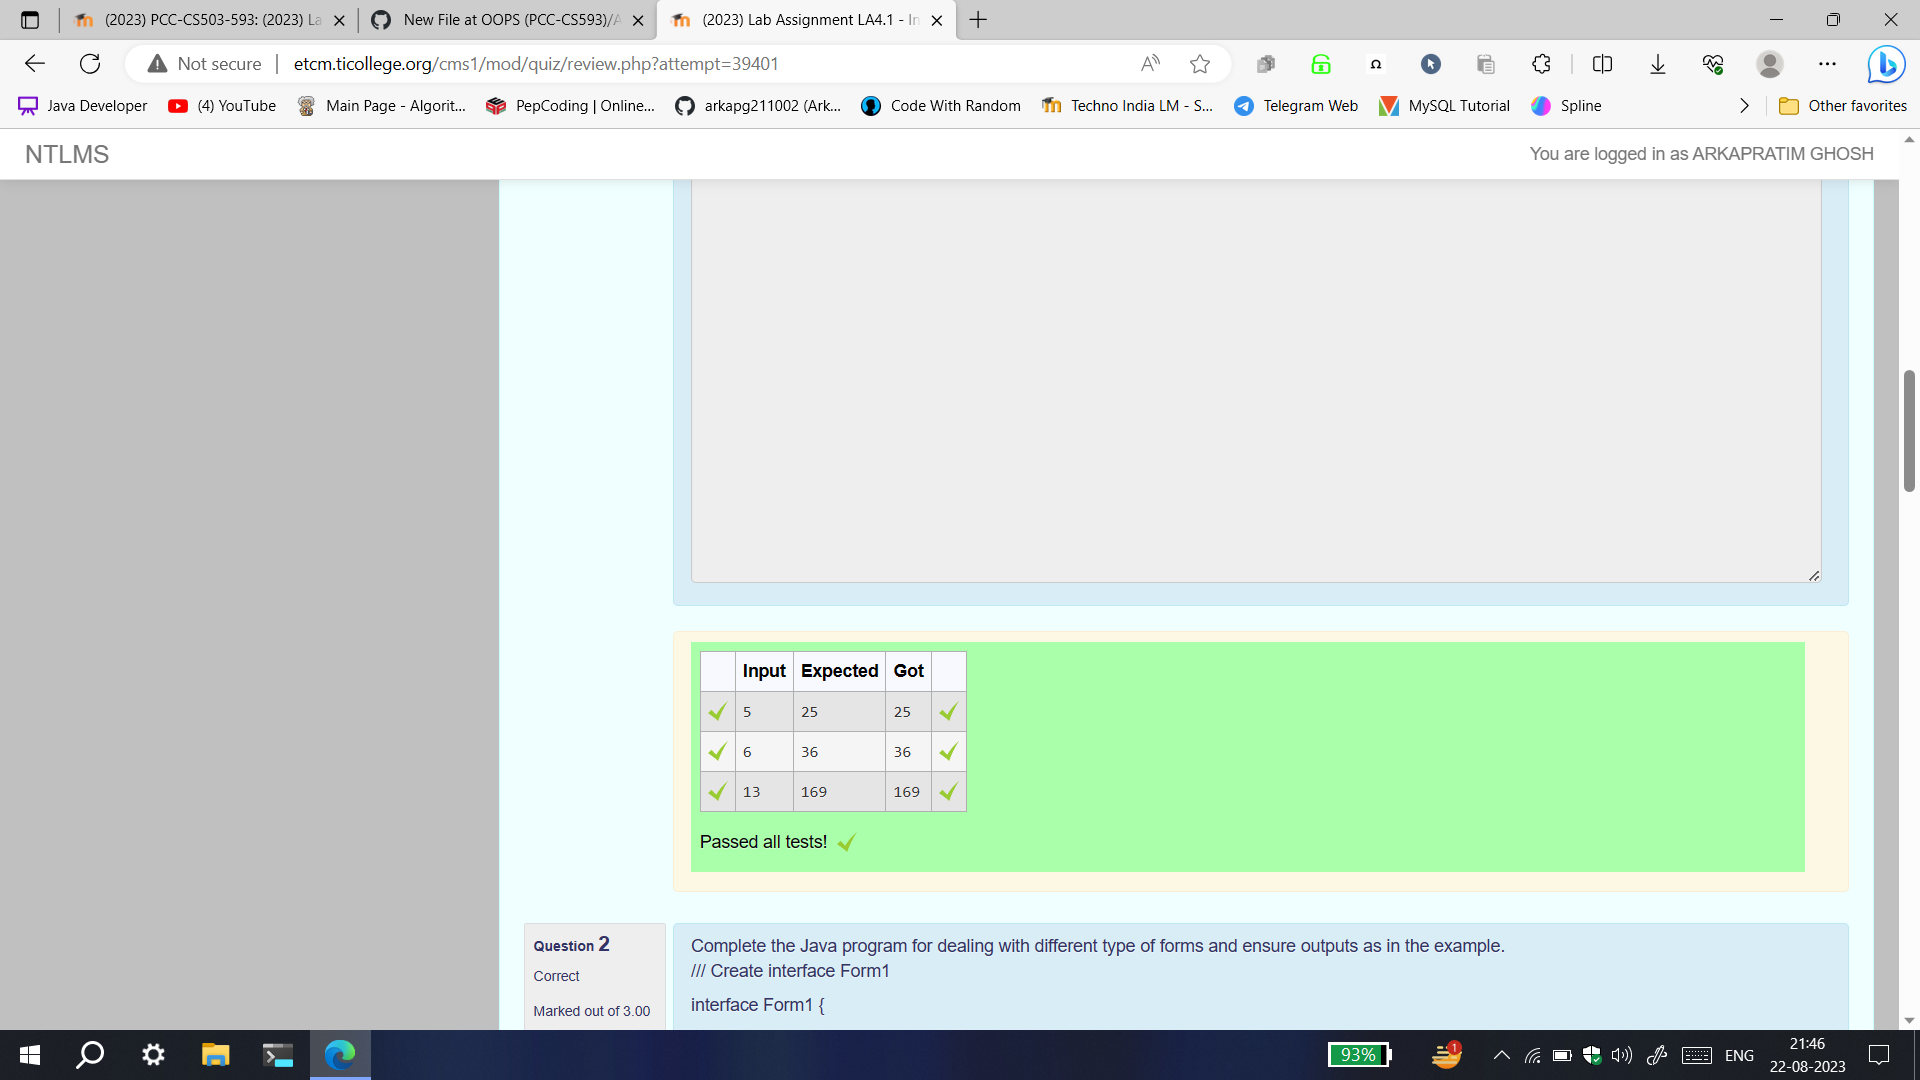 (2023) PCC-CS503-593: (2023) La
New File at OOPS (PCC-CS593)/A
(2023) Lab Assignment LA4.1 - In
Not secure
etcm.ticollege.org/cms1/mod/quiz/review.php?attempt=39401
Java Developer
(4) YouTube
Main Page - Algorit...
PepCoding | Online...
arkapg211002 (Ark...
Code With Random
Techno India LM - S...
Telegram Web
MySQL Tutorial
Spline
Other favorites
NTLMS
You are logged in as ARKAPRATIM GHOSH
Input Expected Got
5 25 25
6 36 36
13 169 169
Passed all tests!
Question 2
Correct
Marked out of 3.00
Complete the Java program for dealing with different type of forms and ensure outputs as in the example.
/// Create interface Form1
interface Form1 {
93%
1
ENG
21:46
22-08-2023